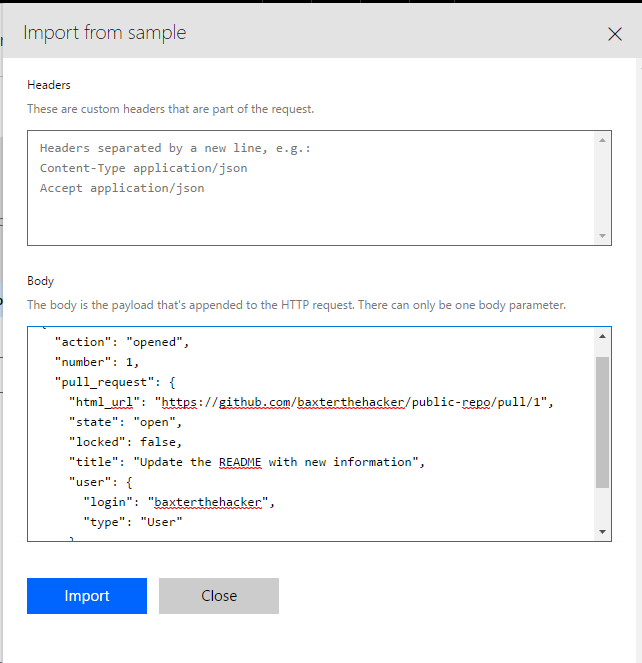 Import from sample
Headers
These are custom headers that are part of the request.
Headers separated by a new line, e.g.:
Content-Type application/json
Accept application/json
Body
The body is the payload that's appended to the HTTP request. There can only be one body parameter.
"action": "opened",
"number": 1,
"pull_request": {
"html_url": "https://github.com/baxterthehacker/public-repo/pull/1",
"state": "open",
"locked": false,
"title": "Update the README with new information",
"user": {
"login": "baxterthehacker",
"type": "User"
Import
Close